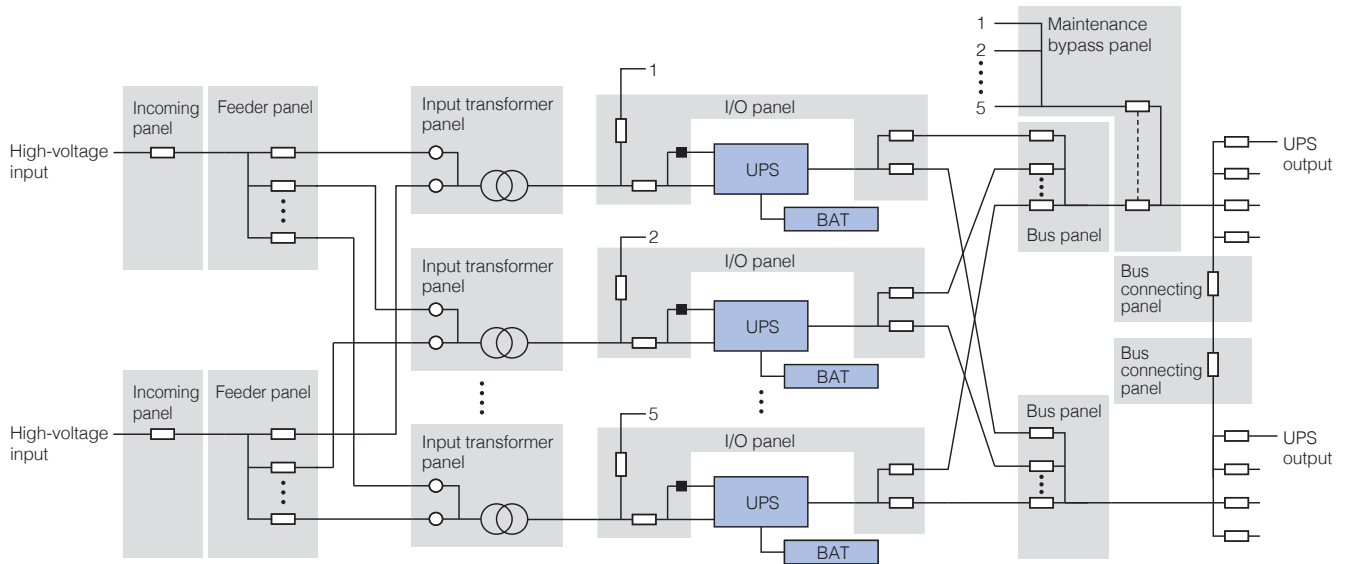 1
Maintenance
bypass panel
2
5
Incoming
panel
Feeder panel
Input transformer
panel
1
I/O panel
High-voltage
input
UPS
BAT
UPS
output
Bus panel
Input transformer
panel
2
I/O panel
UPS
BAT
Bus
connecting
panel
Bus
connecting
panel
Incoming
panel
Feeder panel
High-voltage
input
Input transformer
panel
5
I/O panel
UPS
BAT
Bus panel
UPS
output